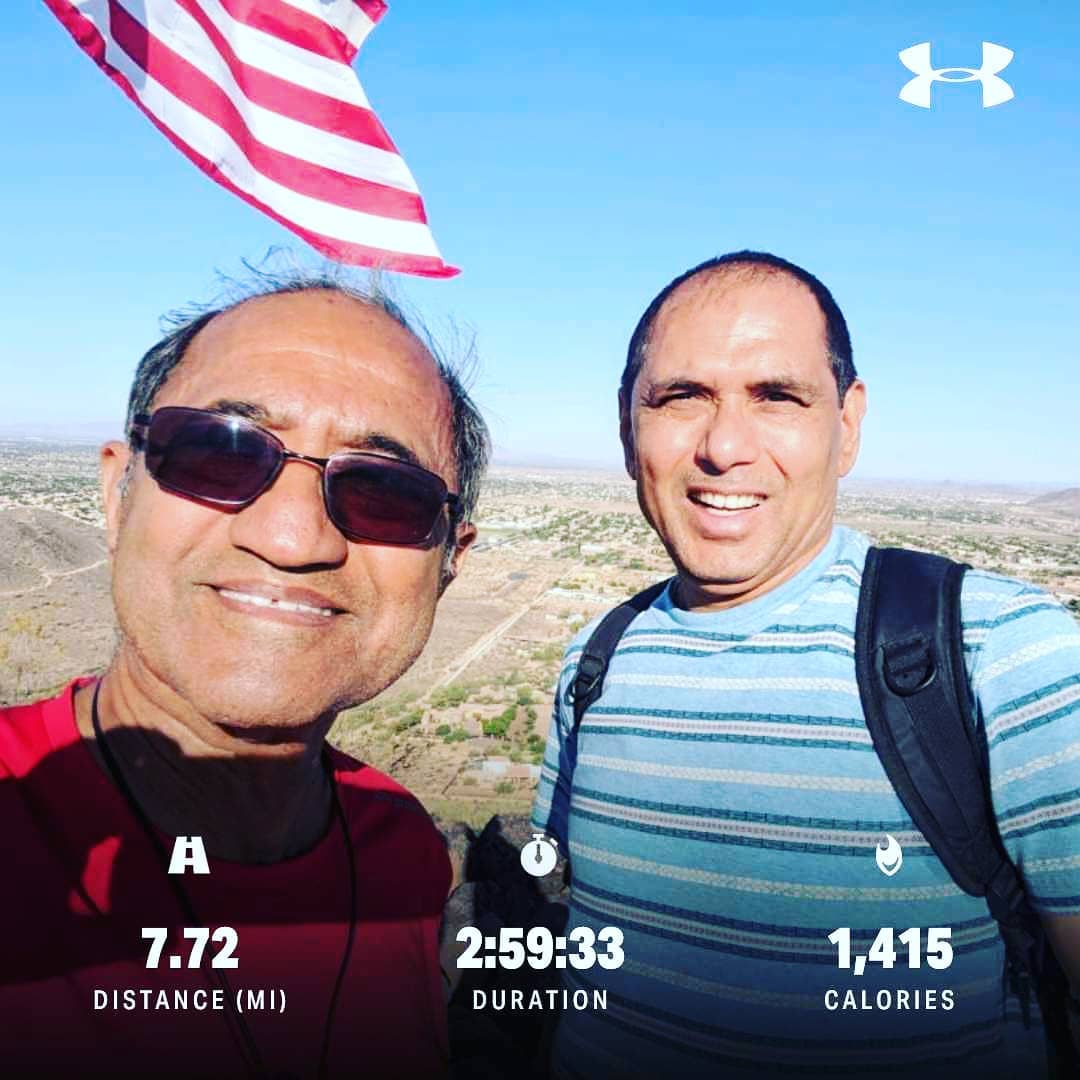 7.72
DISTANCE (MI)
2:59:33
DURATION
1,415
CALORIES